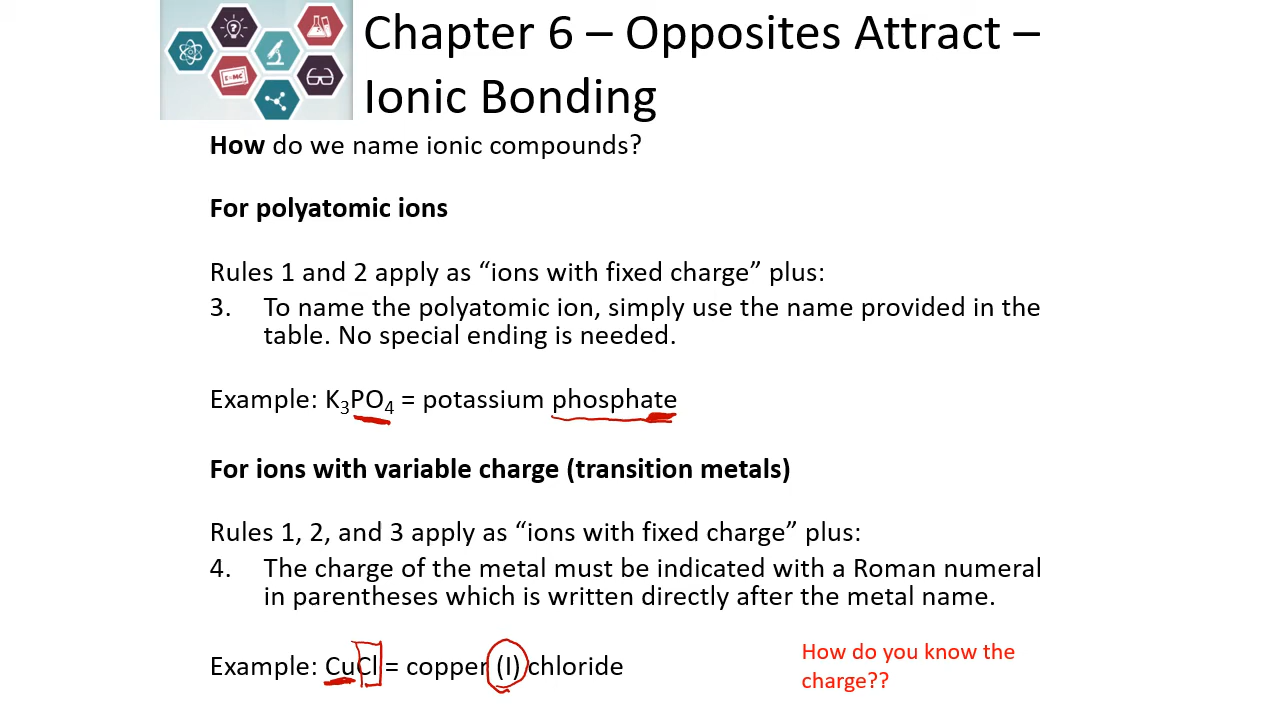 Chapter 6 – Opposites Attract –
Ionic Bonding
How do we name ionic compounds?
For polyatomic ions
Rules 1 and 2 apply as “ions with fixed charge” plus:
3. To name the polyatomic ion, simply use the name provided in the
table. No special ending is needed.
Example: K₃PO₄ = potassium phosphate
For ions with variable charge (transition metals)
Rules 1, 2, and 3 apply as “ions with fixed charge” plus:
4. The charge of the metal must be indicated with a Roman numeral
in parentheses which is written directly after the metal name.
Example: CuCl = copper (I) chloride
How do you know the
charge??